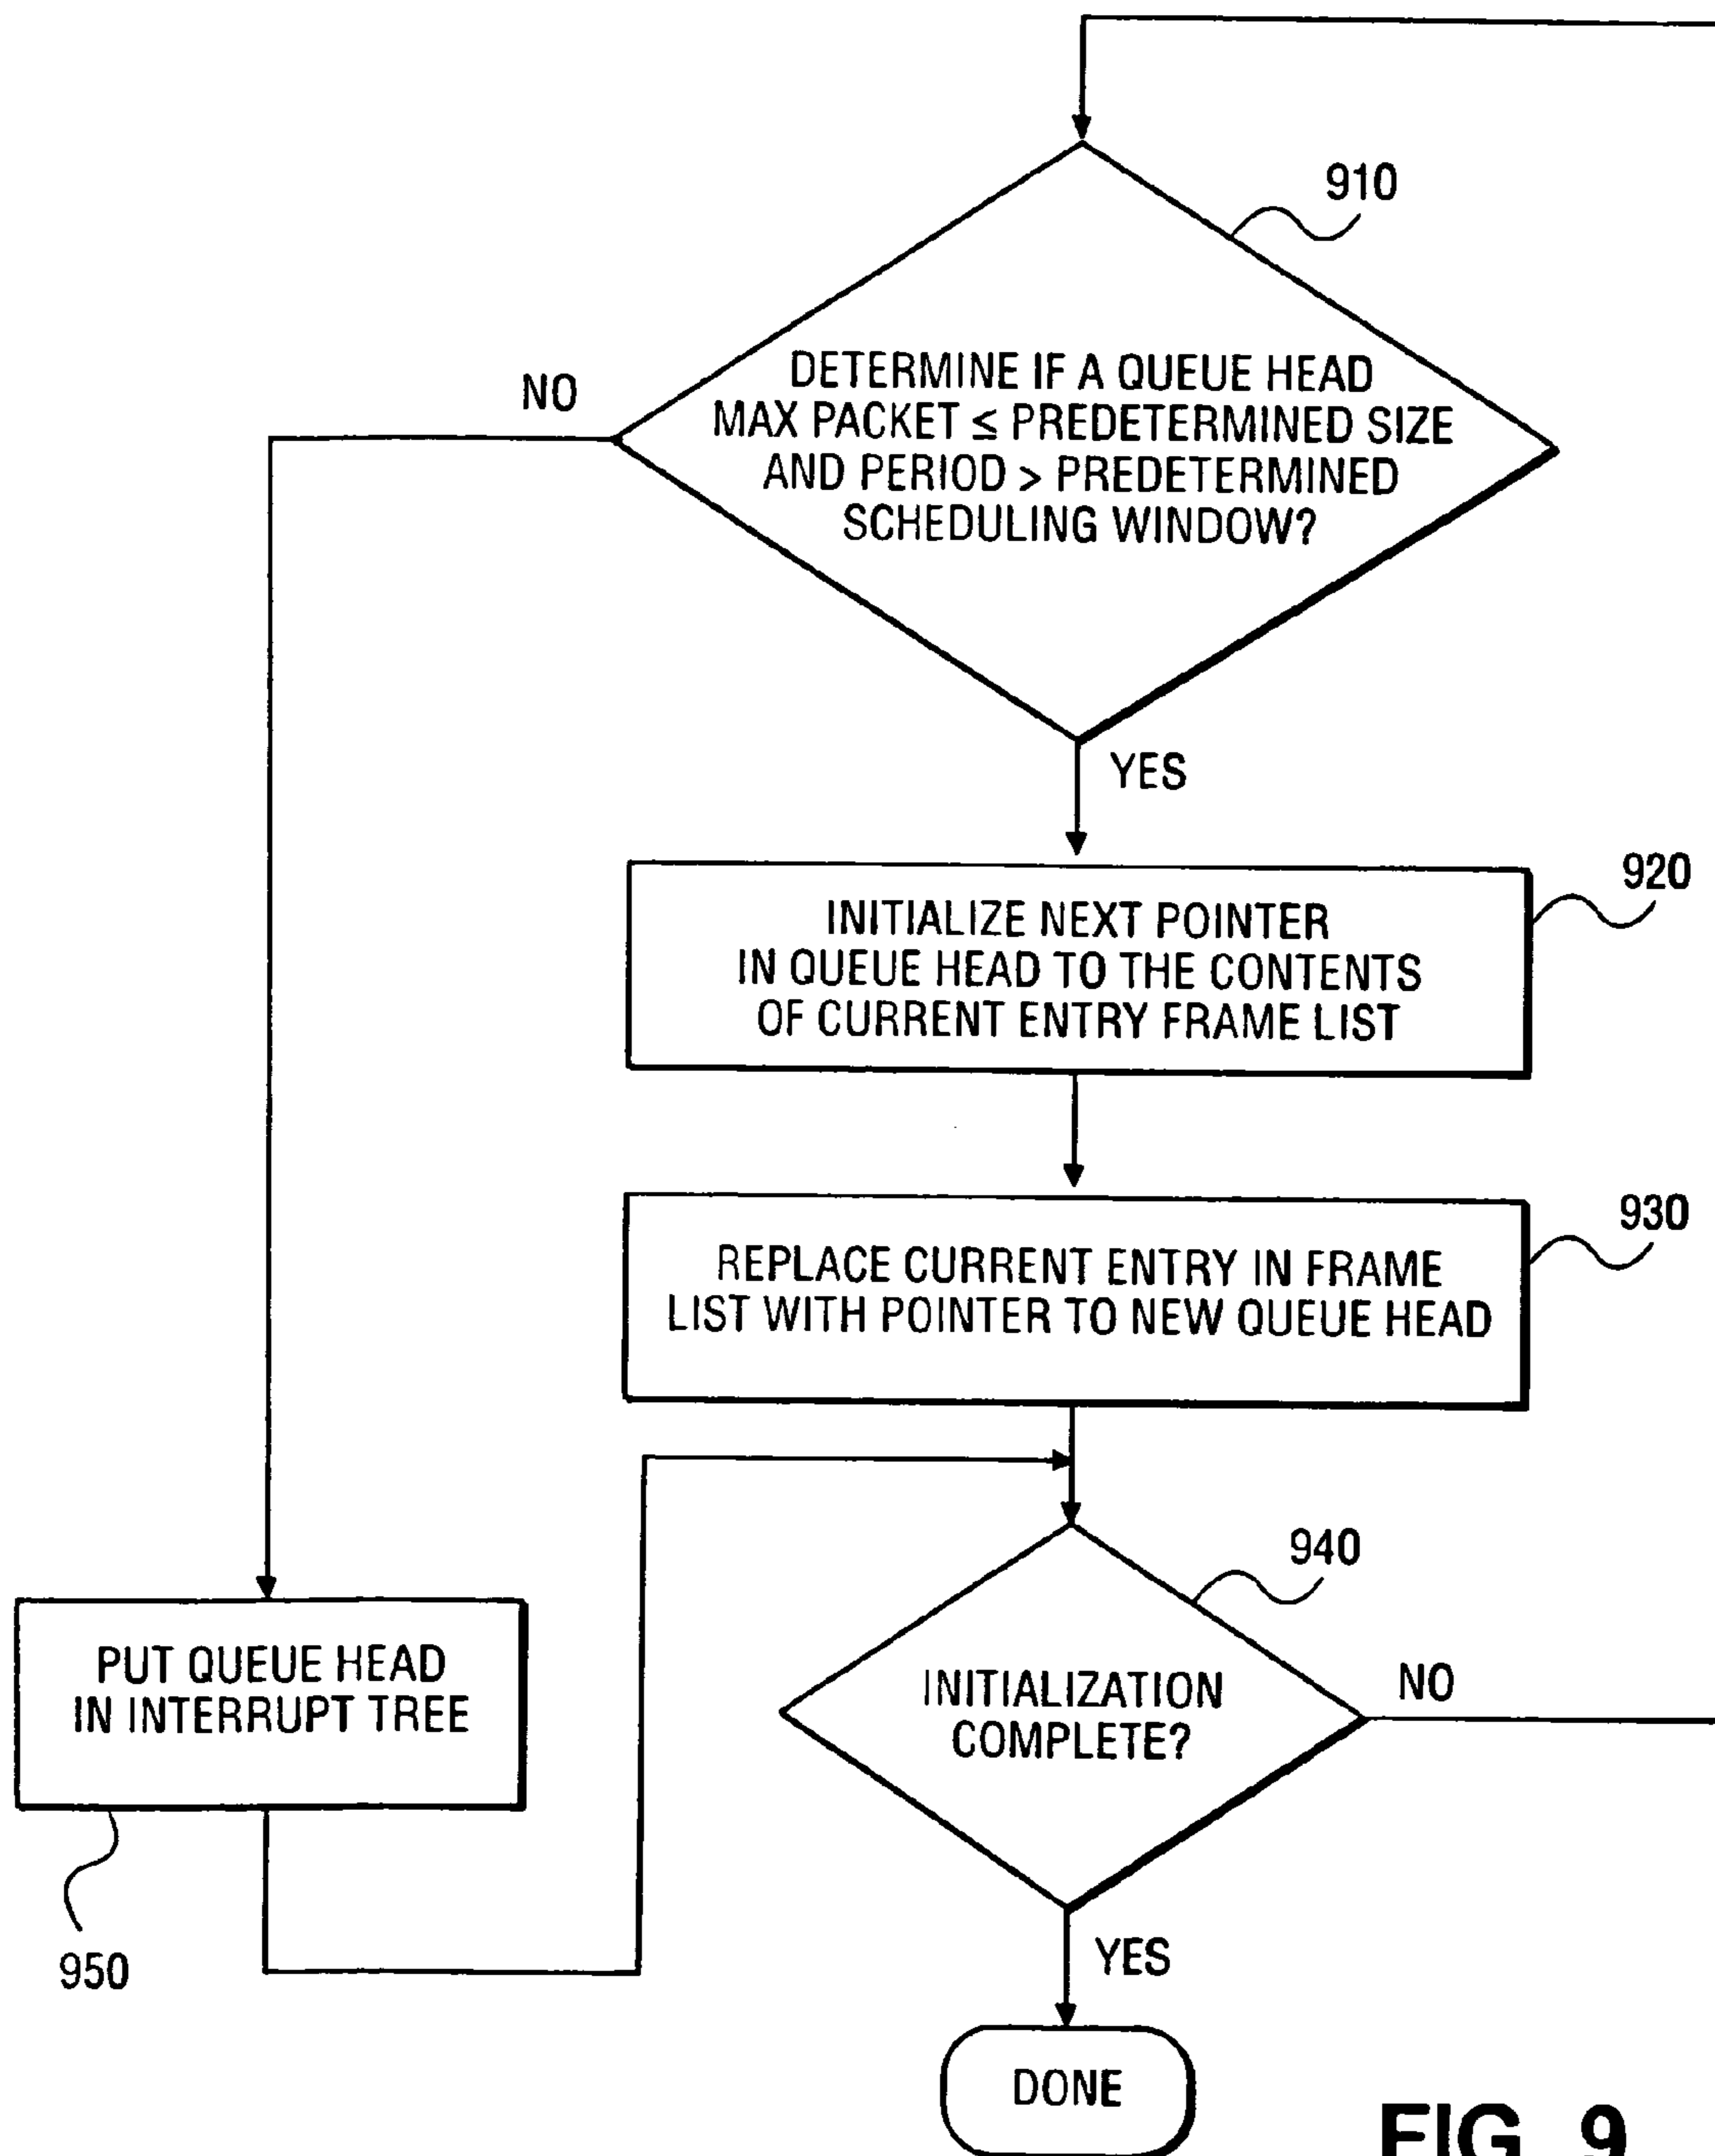 910
NO
DETERMINE IF A QUEUE HEAD
MAX PACKET ≤ PREDETERMINED SIZE
AND PERIOD > PREDETERMINED
SCHEDULING WINDOW?
YES
920
INITIALIZE NEXT POINTER
IN QUEUE HEAD TO THE CONTENTS
OF CURRENT ENTRY FRAME LIST
930
REPLACE CURRENT ENTRY IN FRAME
LIST WITH POINTER TO NEW QUEUE HEAD
940
PUT QUEUE HEAD
IN INTERRUPT TREE
INITIALIZATION
COMPLETE?
NO
950
YES
DONE
FIG. 9